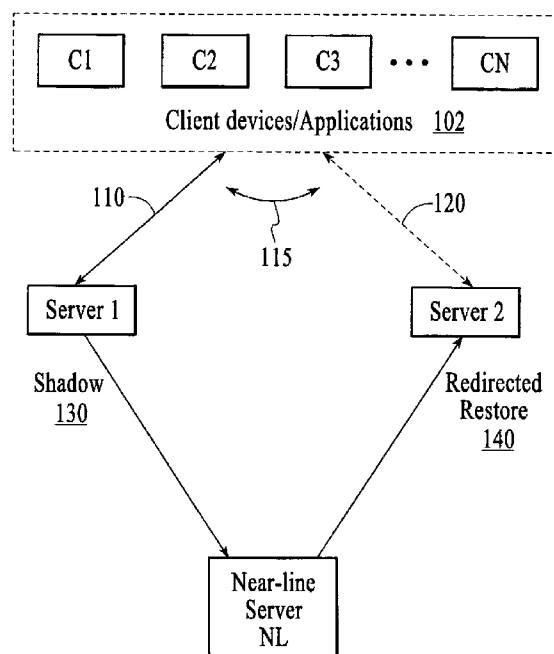 C1 C2 C3 ••• CN
Client devices/Applications 102
110
115
120
Server 1
Server 2
Shadow
130
Redirected
Restore
140
Near-line
Server
NL